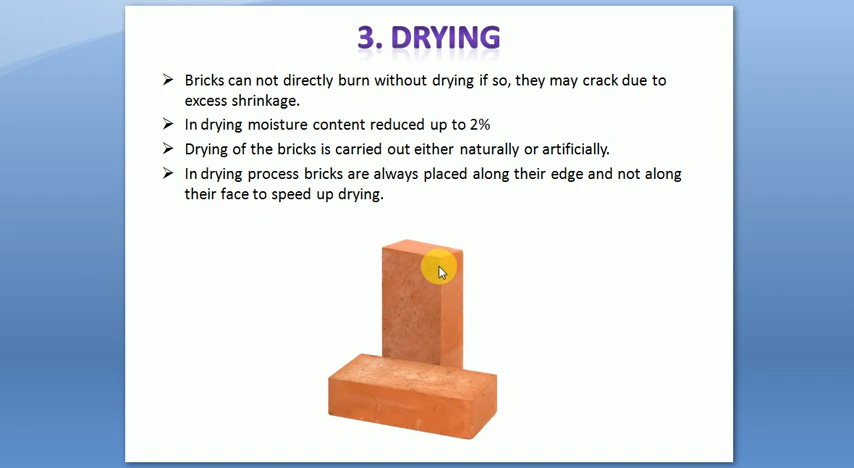 3. DRYING
➢ Bricks can not directly burn without drying if so, they may crack due to
excess shrinkage.
➢ In drying moisture content reduced up to 2%
➢ Drying of the bricks is carried out either naturally or artificially.
➢ In drying process bricks are always placed along their edge and not along
their face to speed up drying.